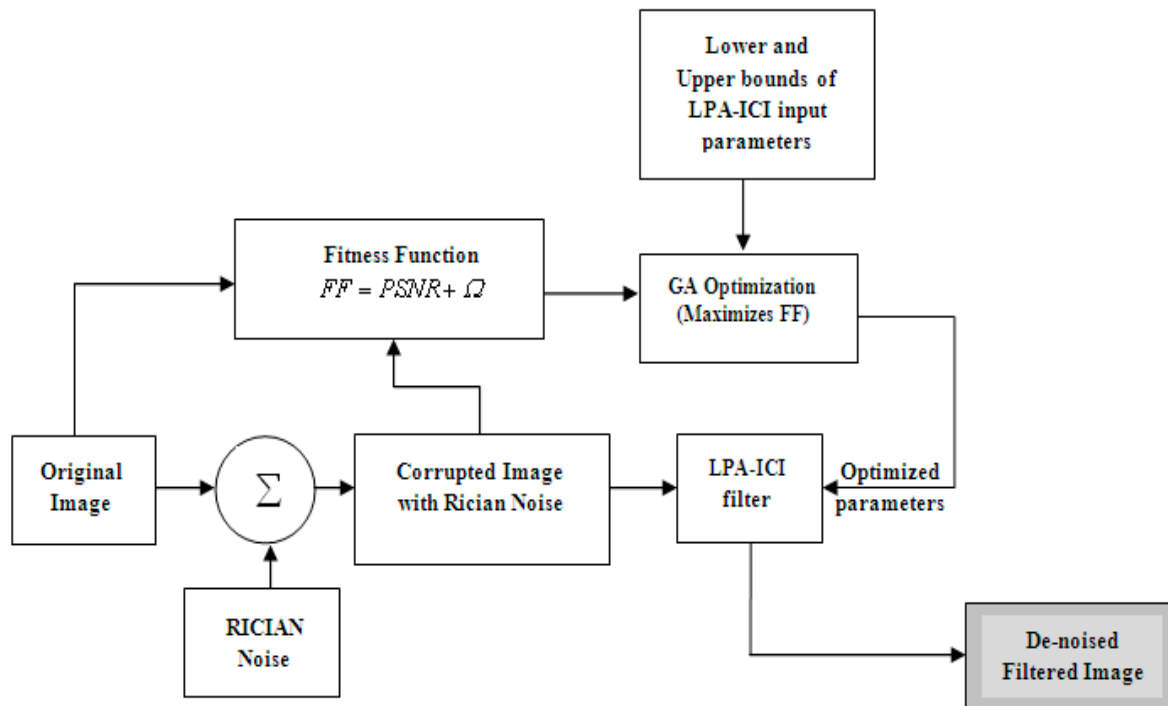 Lower and
Upper bounds of
LPA-ICI input
parameters
Fitness Function
FF = PSNR + Ω
GA Optimization
(Maximizes FF)
Original
Image
Σ
Corrupted Image
with Rician Noise
LPA-ICI
filter
Optimized
parameters
RICIAN
Noise
De-noised
Filtered Image